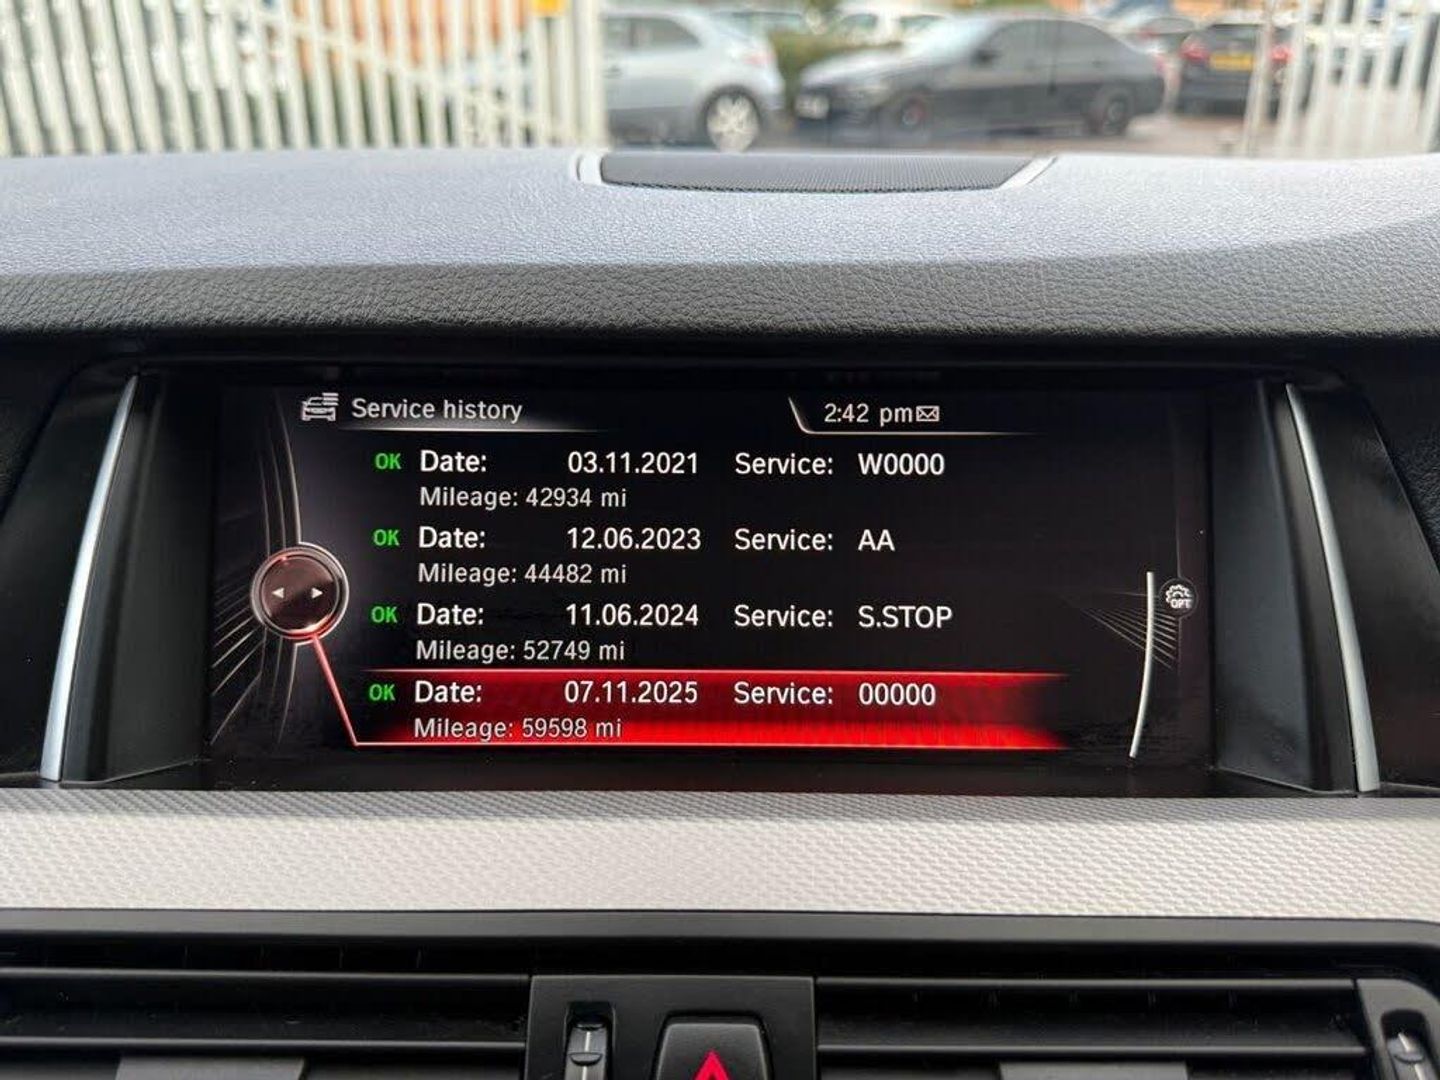 Service history 2:42 pm
OK Date: 03.11.2021 Service: W0000
Mileage: 42934 mi
OK Date: 12.06.2023 Service: AA
Mileage: 44482 mi
OK Date: 11.06.2024 Service: S.STOP
Mileage: 52749 mi
OPT
OK Date: 07.11.2025 Service: 00000
Mileage: 59598 mi